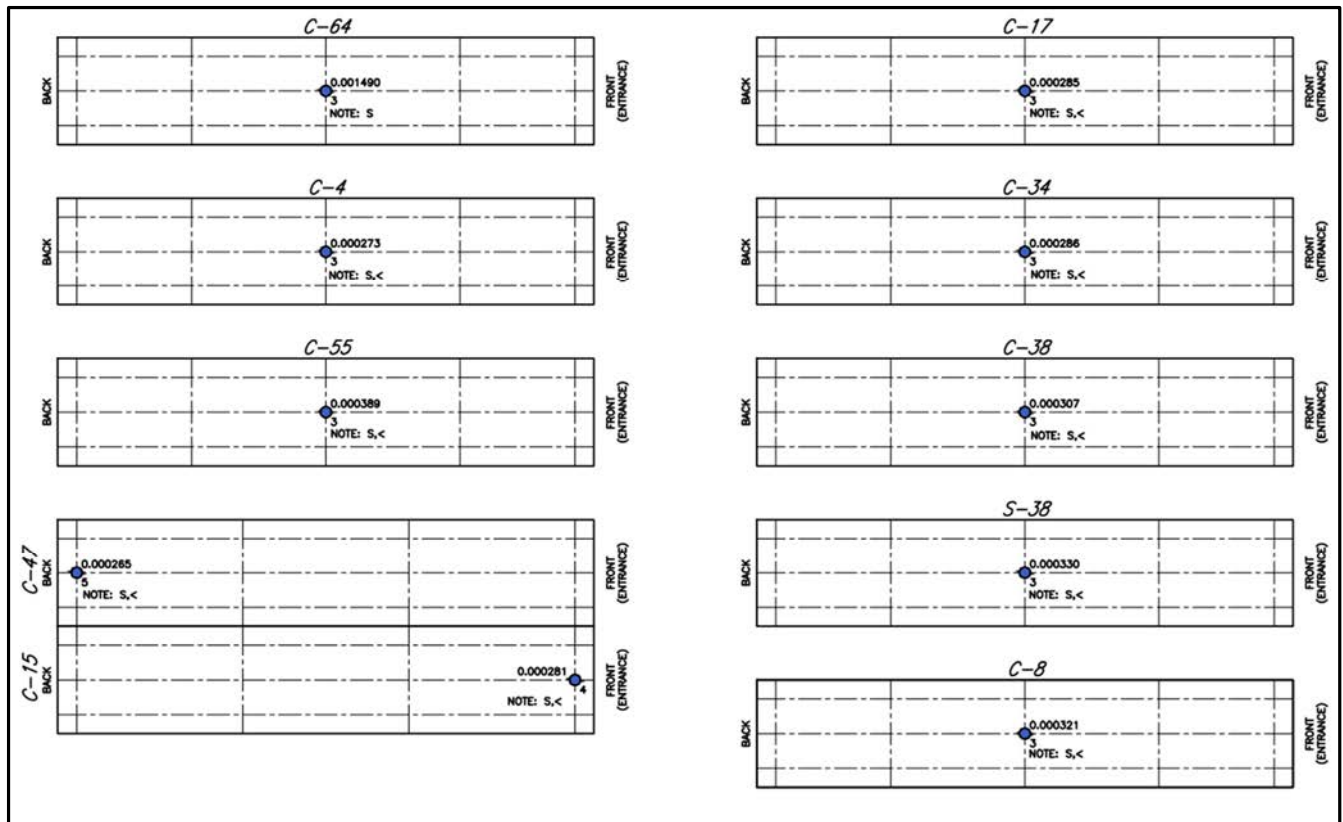 C-64
BACK
0.001490
3
NOTE: S
FRONT
(ENTRANCE)
C-4
BACK
0.000273
3
NOTE: S,<
FRONT
(ENTRANCE)
C-55
BACK
0.000389
3
NOTE: S,<
FRONT
(ENTRANCE)
C-47
BACK
0.000265
5
NOTE: S,<
FRONT
(ENTRANCE)
C-15
BACK
0.000281
4
NOTE: S,<
FRONT
(ENTRANCE)
C-17
BACK
0.000285
3
NOTE: S,<
FRONT
(ENTRANCE)
C-34
BACK
0.000286
3
NOTE: S,<
FRONT
(ENTRANCE)
C-38
BACK
0.000307
3
NOTE: S,<
FRONT
(ENTRANCE)
S-38
BACK
0.000330
3
NOTE: S,<
FRONT
(ENTRANCE)
C-8
BACK
0.000321
3
NOTE: S,<
FRONT
(ENTRANCE)